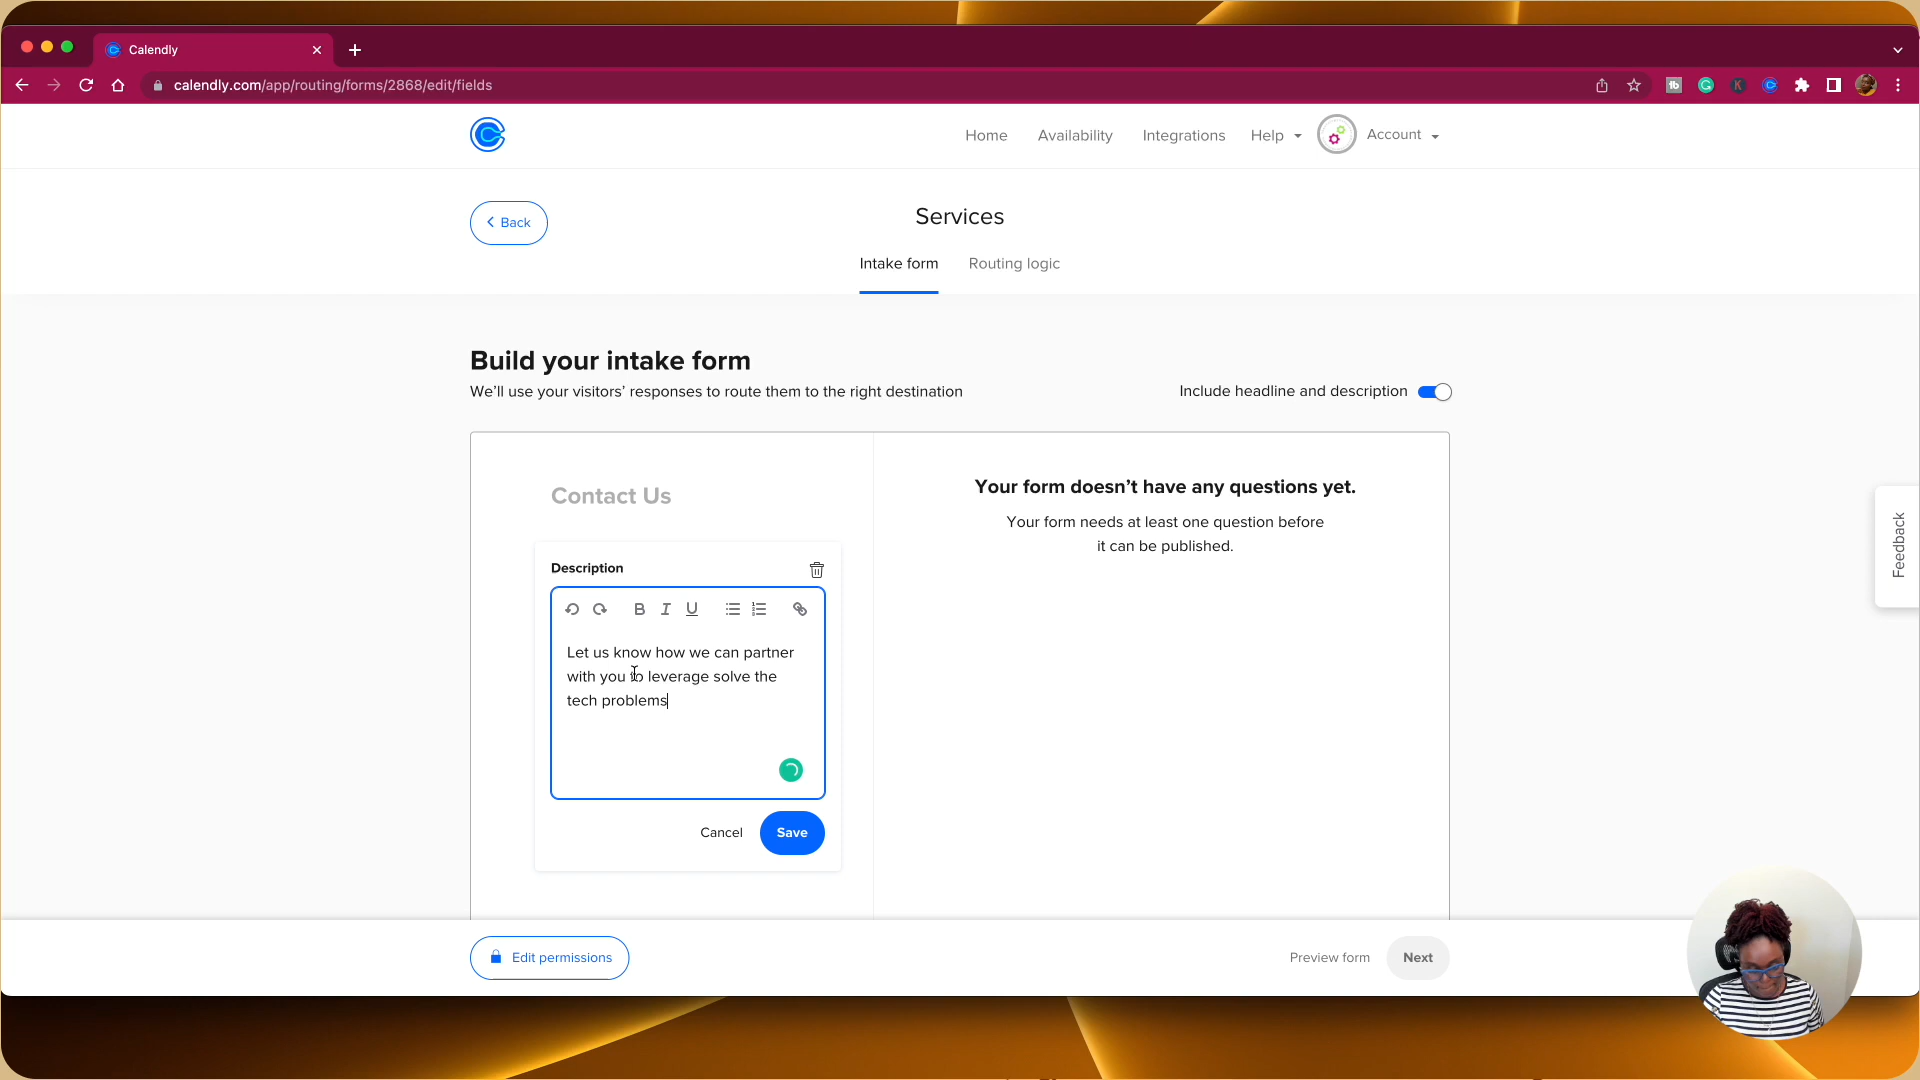 Calendly
calendly.com/app/routing/forms/2868/edit/fields
Home
Availability
Integrations
Help
Account
Back
Services
Intake form
Routing logic
Build your intake form
We'll use your visitors' responses to route them to the right destination
Include headline and description
Contact Us
Your form doesn't have any questions yet.
Your form needs at least one question before
it can be published.
Description
B I U
Let us know how we can partner
with you to leverage solve the
tech problems
Cancel
Save
Feedback
Edit permissions
Preview form
Next